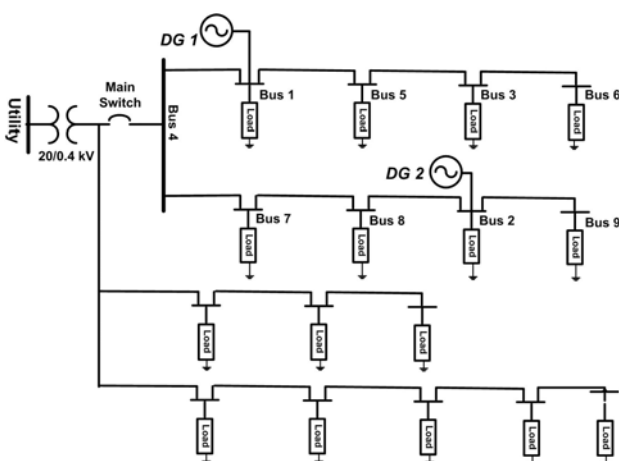 DG 1
Main
Switch
Utility
20/0.4 kV
Bus 4
Bus 1
Bus 5
Bus 3
Bus 6
Load
Load
Load
Load
DG 2
Bus 7
Bus 8
Bus 2
Bus 9
Load
Load
Load
Load
Load
Load
Load
Load
Load
Load
Load
Load